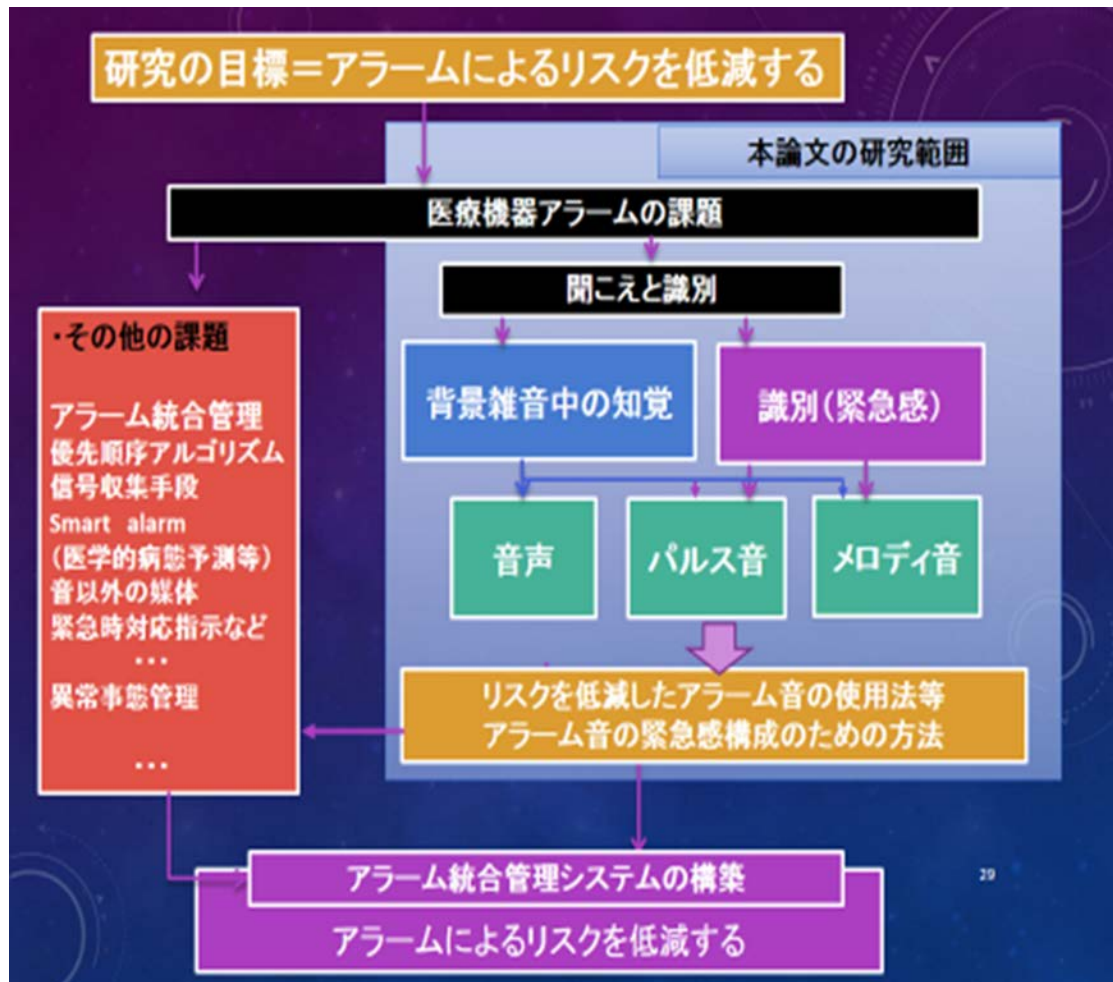 研究の目標＝アラームによるリスクを低減する
本論文の研究範囲
医療機器アラームの課題
聞こえと識別
・その他の課題
アラーム統合管理
優先順序アルゴリズム
信号収集手段
Smart alarm
（医学的病態予測等）
音以外の媒体
緊急時対応指示など
…
異常事態管理
…
背景雑音中の知覚
識別（緊急感）
音声
パルス音
メロディ音
リスクを低減したアラーム音の使用法等
アラーム音の緊急感構成のための方法
アラーム統合管理システムの構築
アラームによるリスクを低減する
29